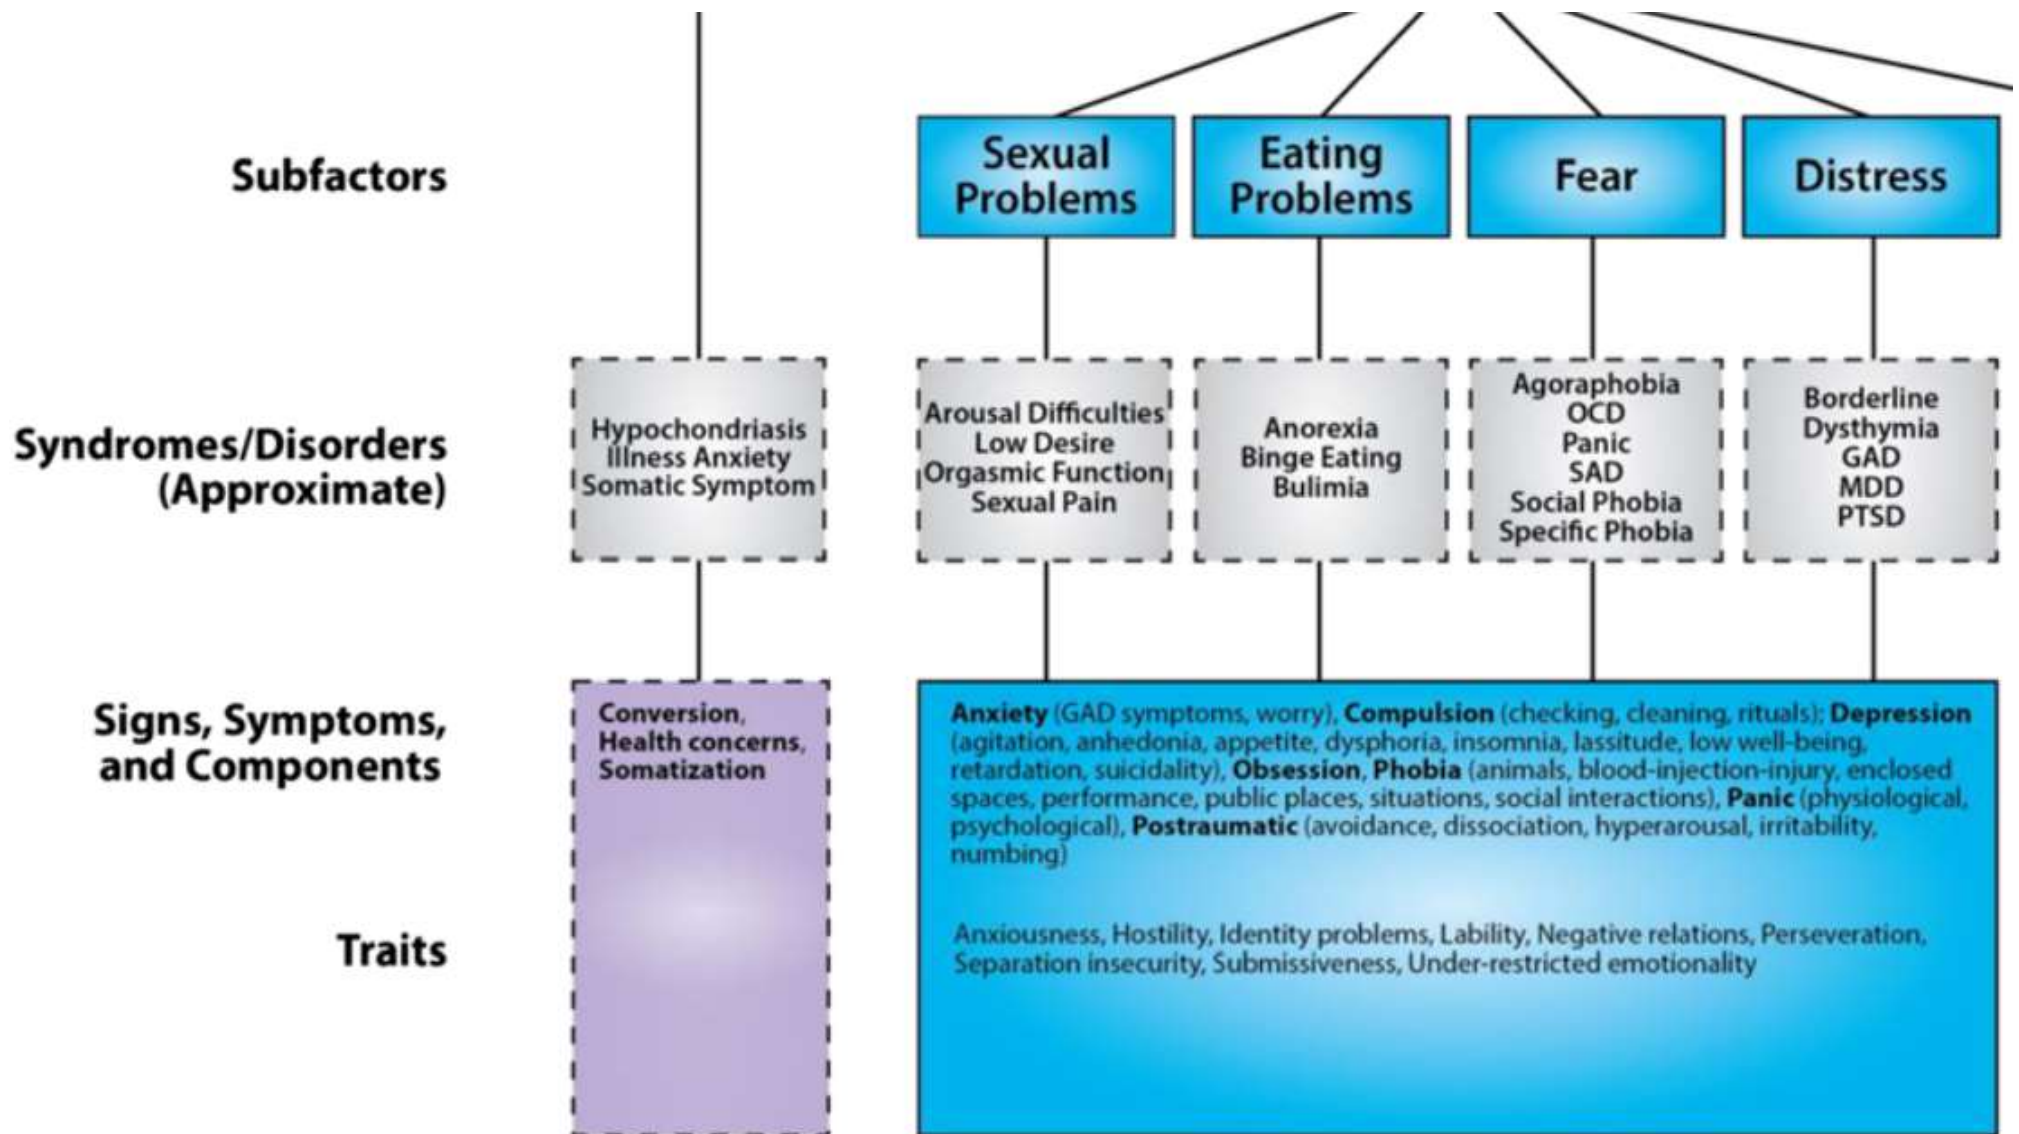 Subfactors
Sexual
Problems
Eating
Problems
Fear
Distress
Syndromes/Disorders
(Approximate)
Hypochondriasis
Illness Anxiety
Somatic Symptom
Arousal Difficulties
Low Desire
Orgasmic Function
Sexual Pain
Anorexia
Binge Eating
Bulimia
Agoraphobia
OCD
Panic
SAD
Social Phobia
Specific Phobia
Borderline
Dysthymia
GAD
MDD
PTSD
Signs, Symptoms,
and Components
Conversion,
Health concerns,
Somatization
Anxiety (GAD symptoms, worry), Compulsion (checking, cleaning, rituals); Depression
(agitation, anhedonia, appetite, dysphoria, insomnia, lassitude, low well-being,
retardation, suicidality), Obsession, Phobia (animals, blood-injection-injury, enclosed
spaces, performance, public places, situations, social interactions), Panic (physiological,
psychological), Postraumatic (avoidance, dissociation, hyperarousal, irritability,
numbing)
Traits
Anxiousness, Hostility, Identity problems, Lability, Negative relations, Perseveration,
Separation insecurity, Submissiveness, Under-restricted emotionality